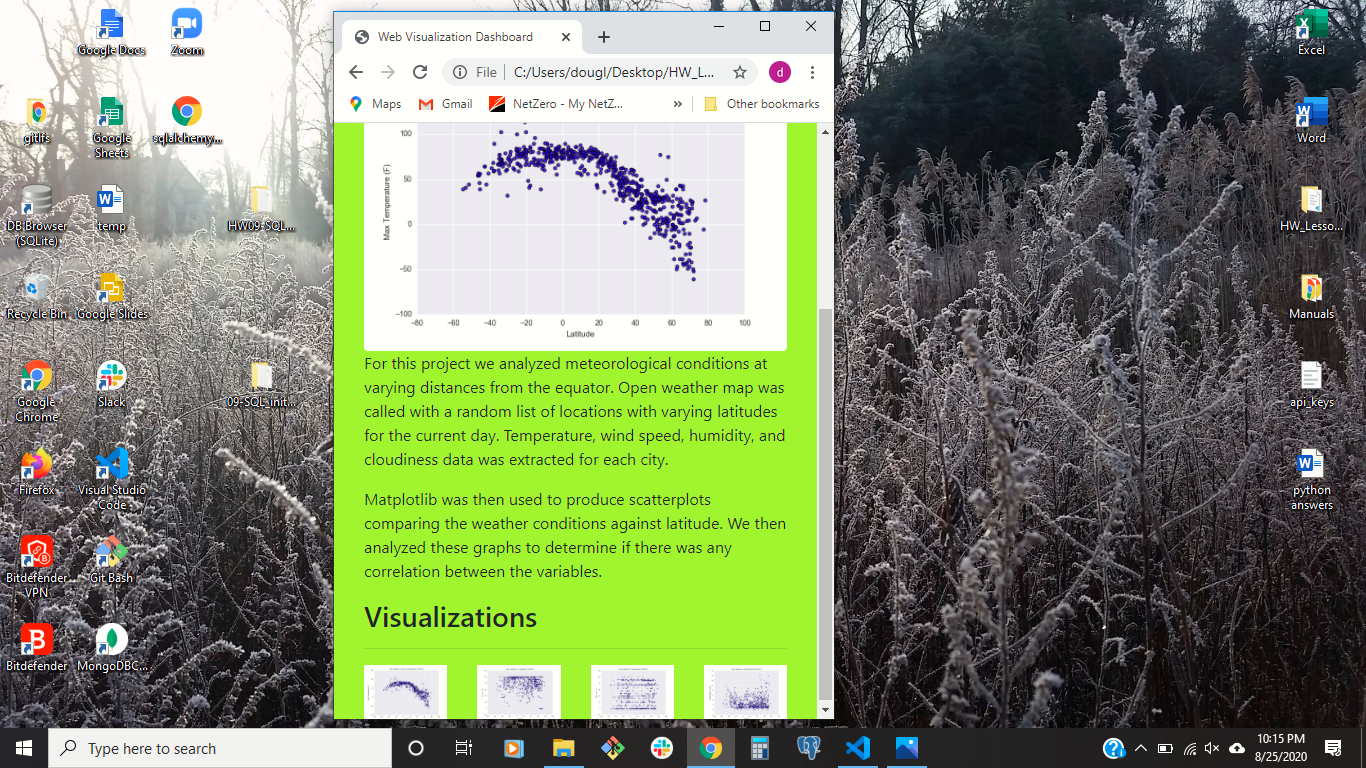 Google Docs
Zoom
gitlfs
Google
Sheets
sqlalchemy...
DB Browser
(SQLite)
temp
HW09-SQL...
Recycle Bin
Google Slides
Google
Chrome
Slack
09-SQL_init...
Firefox
Visual Studio
Code
Bitdefender
VPN
Git Bash
Bitdefender
MongoDBC...
Web Visualization Dashboard
File
C:/Users/dougl/Desktop/HW_L...
d
Maps
Gmail
NetZero - My NetZ...
»
Other bookmarks
100
50
0
−50
−100
Max Temperature (F)
−80 −60 −40 −20 0 20 40 60 80 100
Latitude
For this project we analyzed meteorological conditions at
varying distances from the equator. Open weather map was
called with a random list of locations with varying latitudes
for the current day. Temperature, wind speed, humidity, and
cloudiness data was extracted for each city.
Matplotlib was then used to produce scatterplots
comparing the weather conditions against latitude. We then
analyzed these graphs to determine if there was any
correlation between the variables.
Visualizations
Excel
Word
HW_Lesso...
Manuals
api_keys
python
answers
Type here to search
10:15 PM
8/25/2020